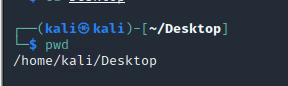 ┌──(kali㉿kali)-[~/Desktop]
└─$ pwd
/home/kali/Desktop